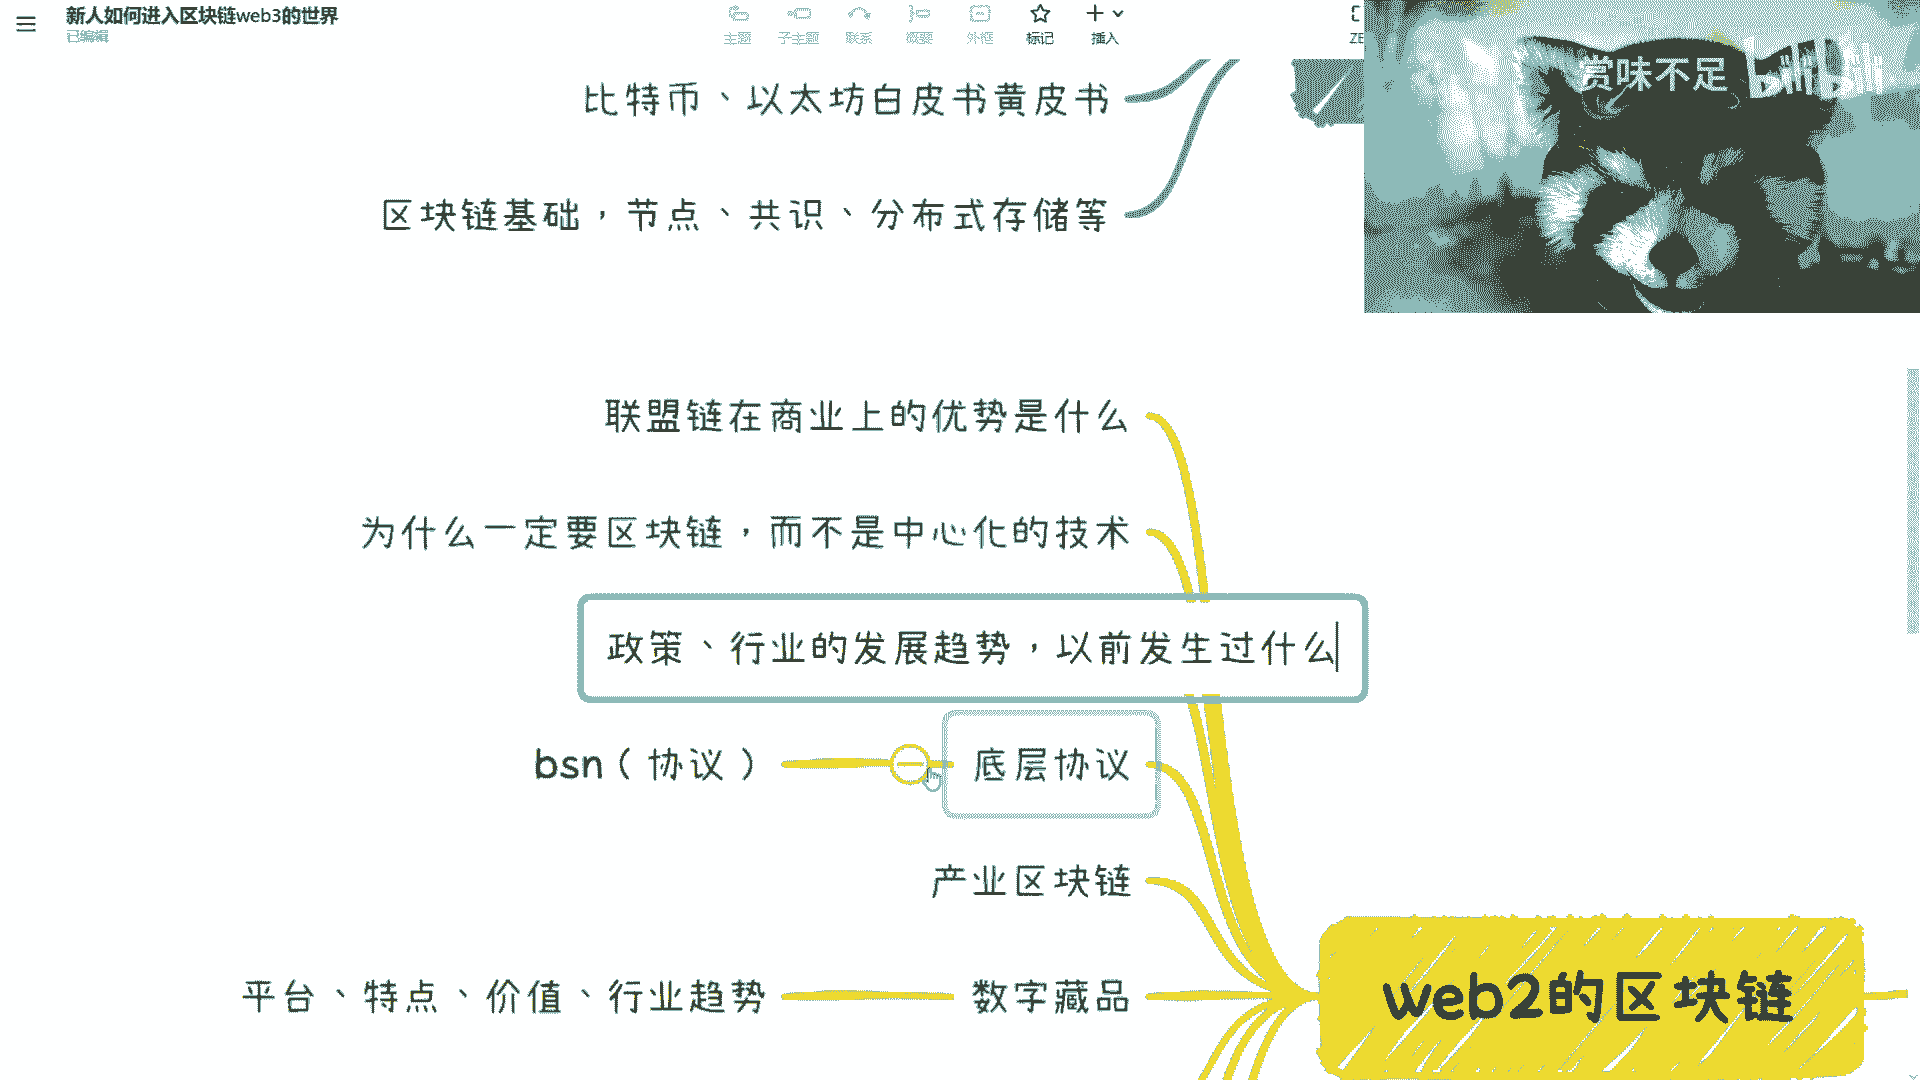 新人如何进入区块链web3的世界
已编辑
主题
子主题
联系
概要
外框
标记
插入
ZE
赏味不足
bilibili
比特币、以太坊白皮书黄皮书
区块链基础，节点、共识、分布式存储等
联盟链在商业上的优势是什么
为什么一定要区块链，而不是中心化的技术
政策、行业的发展趋势，以前发生过什么
bsn（协议）
底层协议
产业区块链
平台、特点、价值、行业趋势
数字藏品
web2的区块链